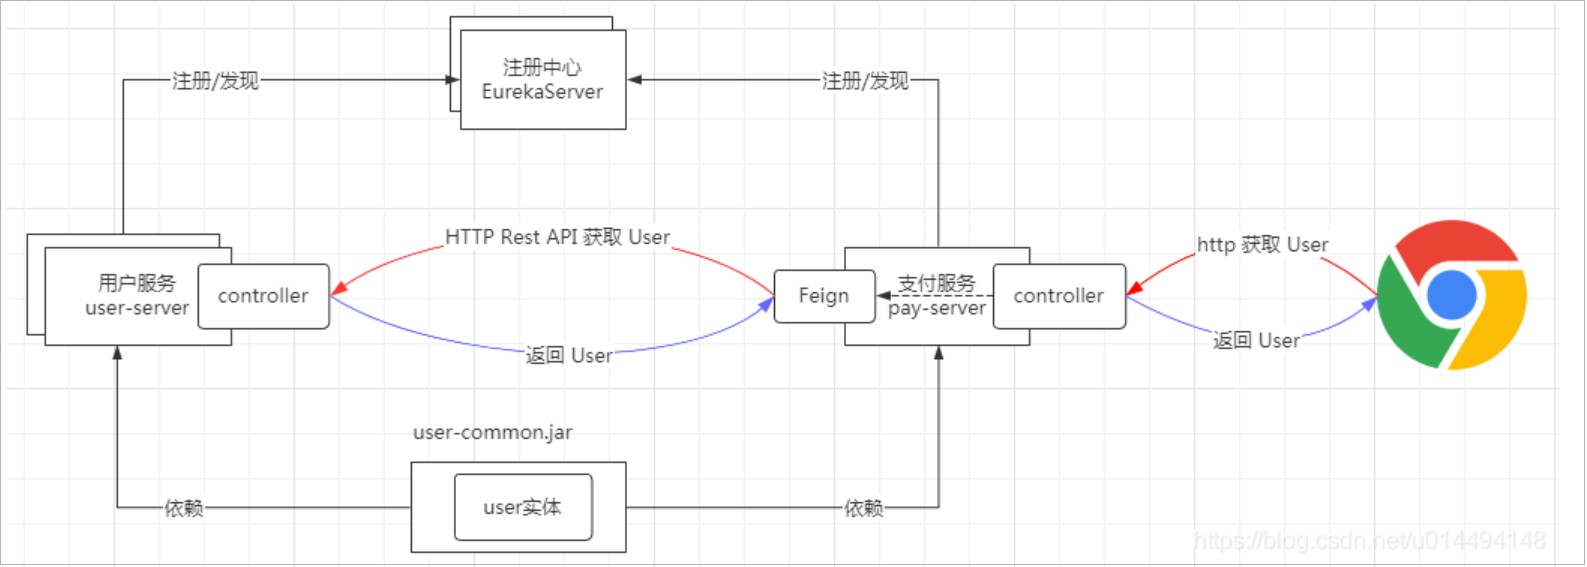 注册中心
EurekaServer
注册/发现
注册/发现
HTTP Rest API 获取 User
http 获取 User
用户服务
user-server
controller
Feign
支付服务
pay-server
controller
返回 User
返回 User
user-common.jar
user实体
依赖
依赖
https://blog.csdn.net/u014494148